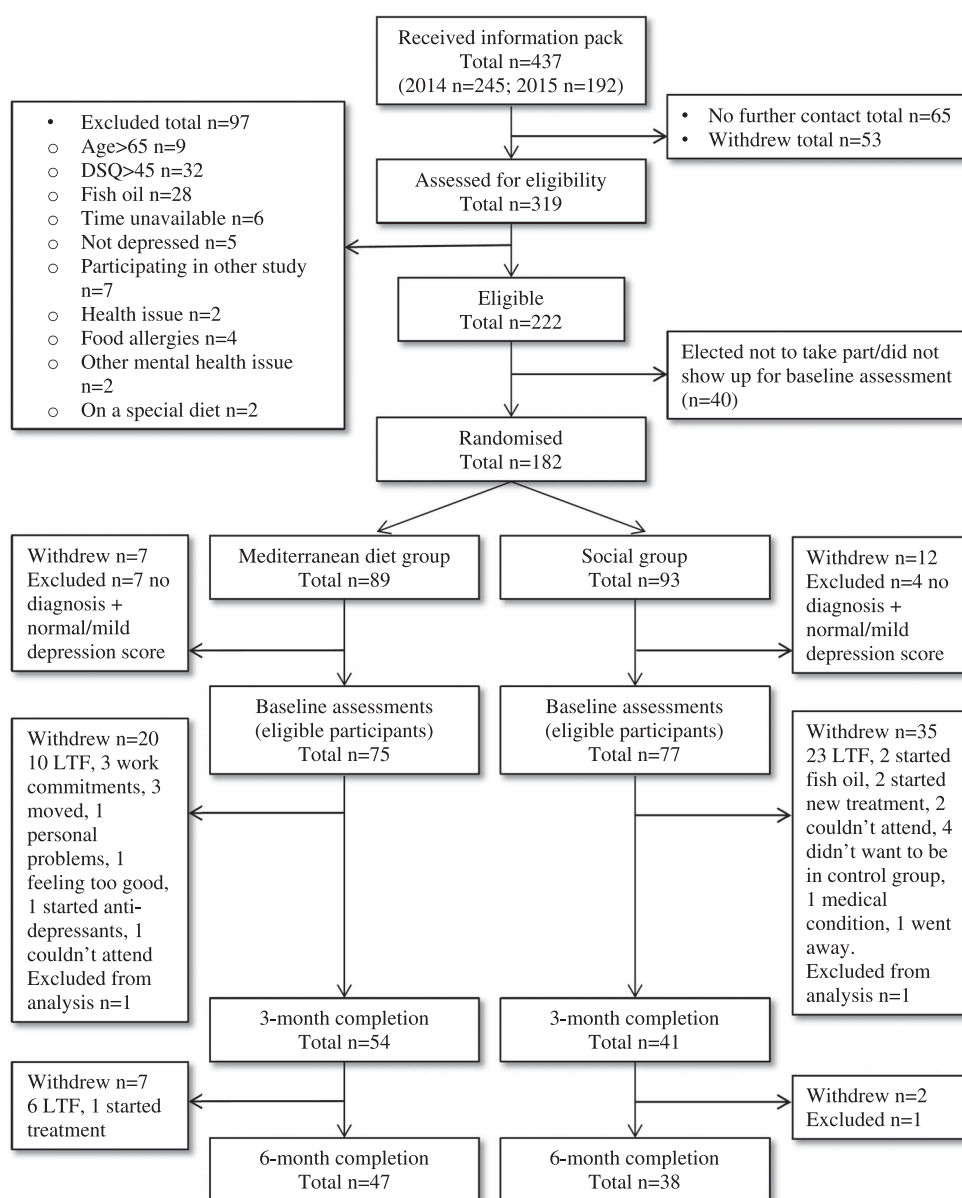 Received information pack
Total n=437
(2014 n=245; 2015 n=192)
• No further contact total n=65
• Withdrew total n=53
• Excluded total n=97
o Age>65 n=9
o DSQ>45 n=32
o Fish oil n=28
o Time unavailable n=6
o Not depressed n=5
o Participating in other study
n=7
o Health issue n=2
o Food allergies n=4
o Other mental health issue
n=2
o On a special diet n=2
Assessed for eligibility
Total n=319
Eligible
Total n=222
Elected not to take part/did not
show up for baseline assessment
(n=40)
Randomised
Total n=182
Withdrew n=7
Excluded n=7 no
diagnosis +
normal/mild
depression score
Mediterranean diet group
Total n=89
Social group
Total n=93
Withdrew n=12
Excluded n=4 no
diagnosis +
normal/mild
depression score
Baseline assessments
(eligible participants)
Total n=75
Baseline assessments
(eligible participants)
Total n=77
Withdrew n=20
10 LTF, 3 work
commitments, 3
moved, 1
personal
problems, 1
feeling too good,
1 started anti-
depressants, 1
couldn’t attend
Excluded from
analysis n=1
Withdrew n=35
23 LTF, 2 started
fish oil, 2 started
new treatment, 2
couldn’t attend, 4
didn’t want to be
in control group,
1 medical
condition, 1 went
away.
Excluded from
analysis n=1
3-month completion
Total n=54
3-month completion
Total n=41
Withdrew n=7
6 LTF, 1 started
treatment
Withdrew n=2
Excluded n=1
6-month completion
Total n=47
6-month completion
Total n=38